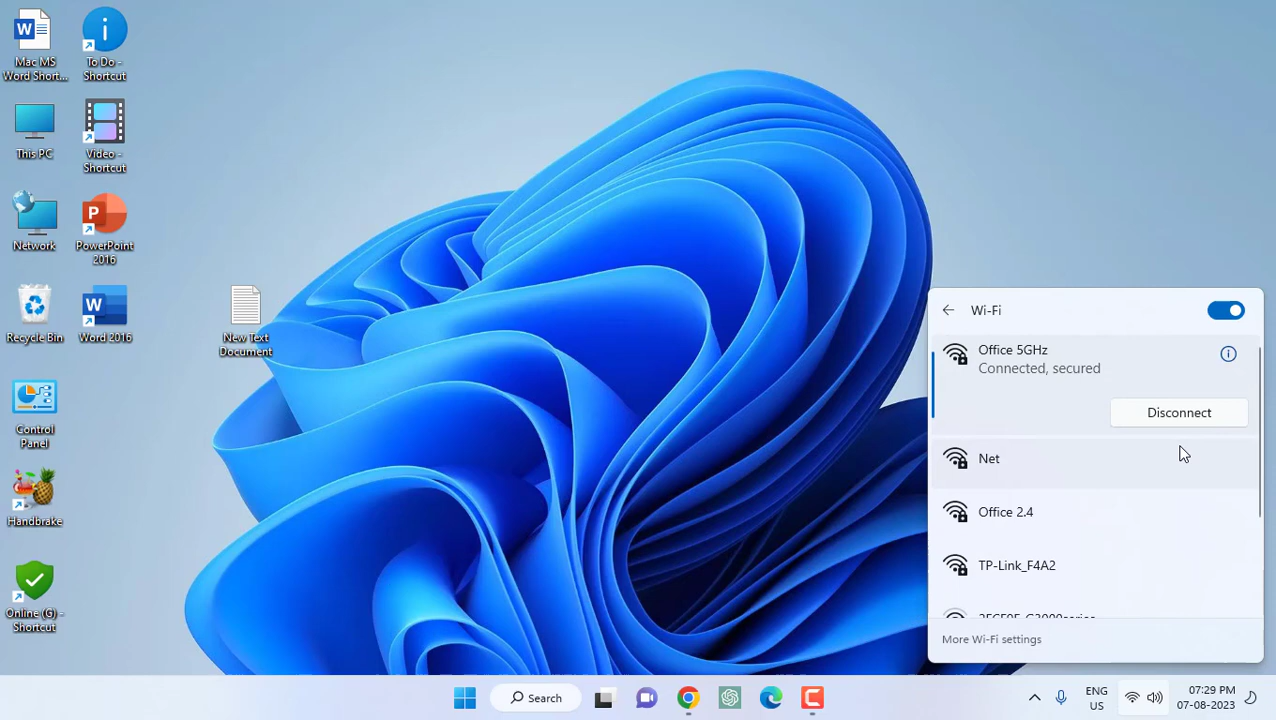 Mac MS
Word Short...
To Do -
Shortcut
This PC
Video -
Shortcut
Network
PowerPoint
2016
Recycle Bin
Word 2016
New Text
Document
Control
Panel
Handbrake
Online (G) -
Shortcut
Wi-Fi
Office 5GHz
Connected, secured
Disconnect
Net
Office 2.4
TP-Link_F4A2
More Wi-Fi settings
Search
ENG
US
07:29 PM
07-08-2023